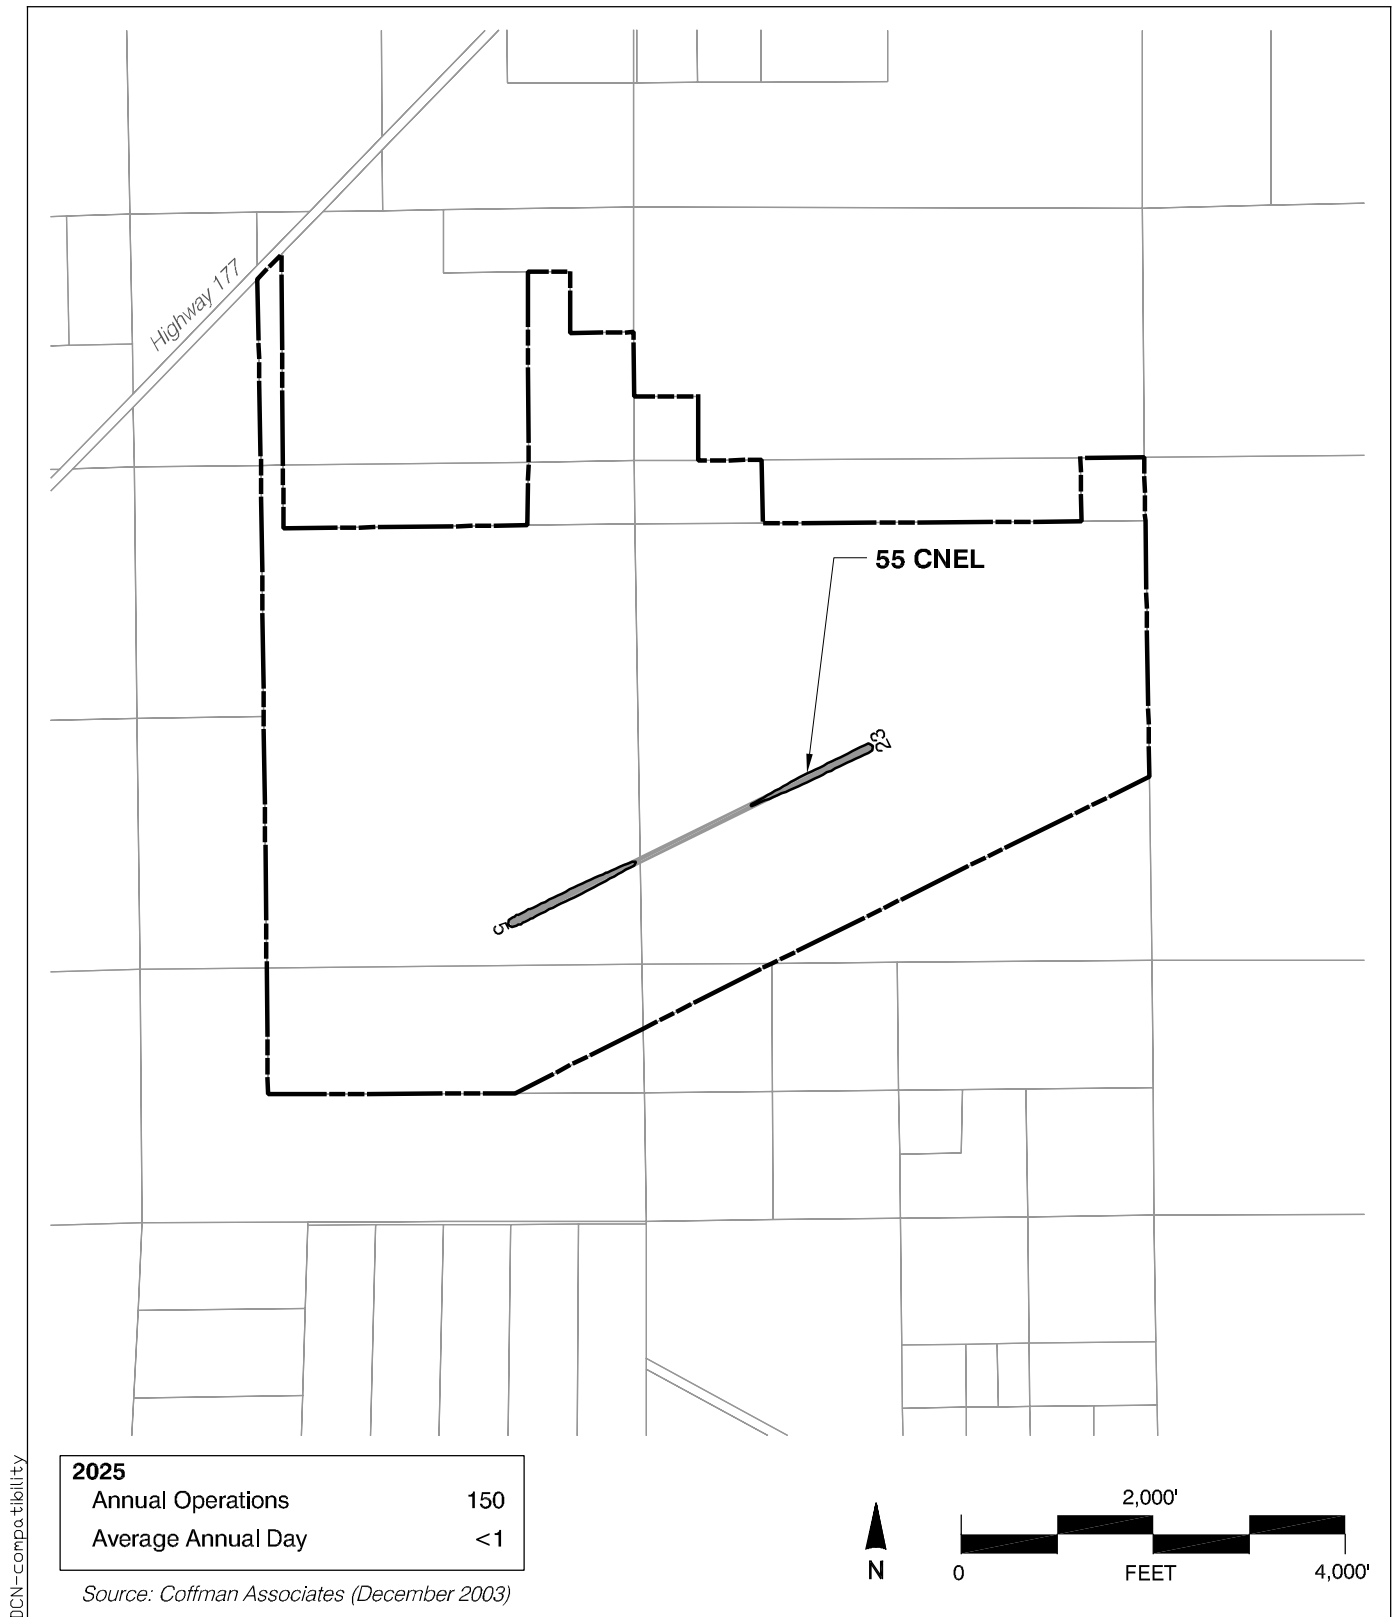 Highway 177
55 CNEL
23
5
2025
Annual Operations 150
Average Annual Day <1
Source: Coffman Associates (December 2003)
N
2,000'
0 FEET 4,000'
DCN-compatibility